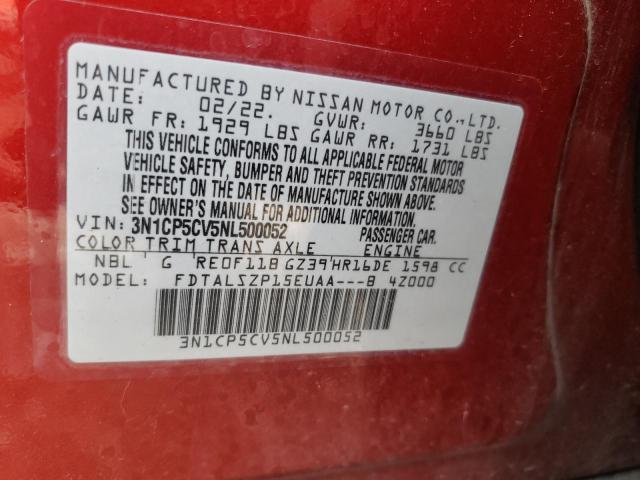 MANUFACTURED BY NISSAN MOTOR CO.,LTD.
DATE: 02/22. GVWR: 3660 LBS
GAWR FR: 1929 LBS GAWR RR: 1731 LBS
THIS VEHICLE CONFORMS TO ALL APPLICABLE FEDERAL MOTOR
VEHICLE SAFETY, BUMPER AND THEFT PREVENTION STANDARDS
IN EFFECT ON THE DATE OF MANUFACTURE SHOWN ABOVE.
SEE OWNER'S MANUAL FOR ADDITIONAL INFORMATION.
VIN: 3N1CP5CV5NL500052 PASSENGER CAR.
COLOR TRIM TRANS AXLE ENGINE
NBL G RE0F11B GZ39 HR16DE 1598 CC
MODEL: FDTALSZP15EUAA---B 4Z000
3N1CP5CV5NL500052